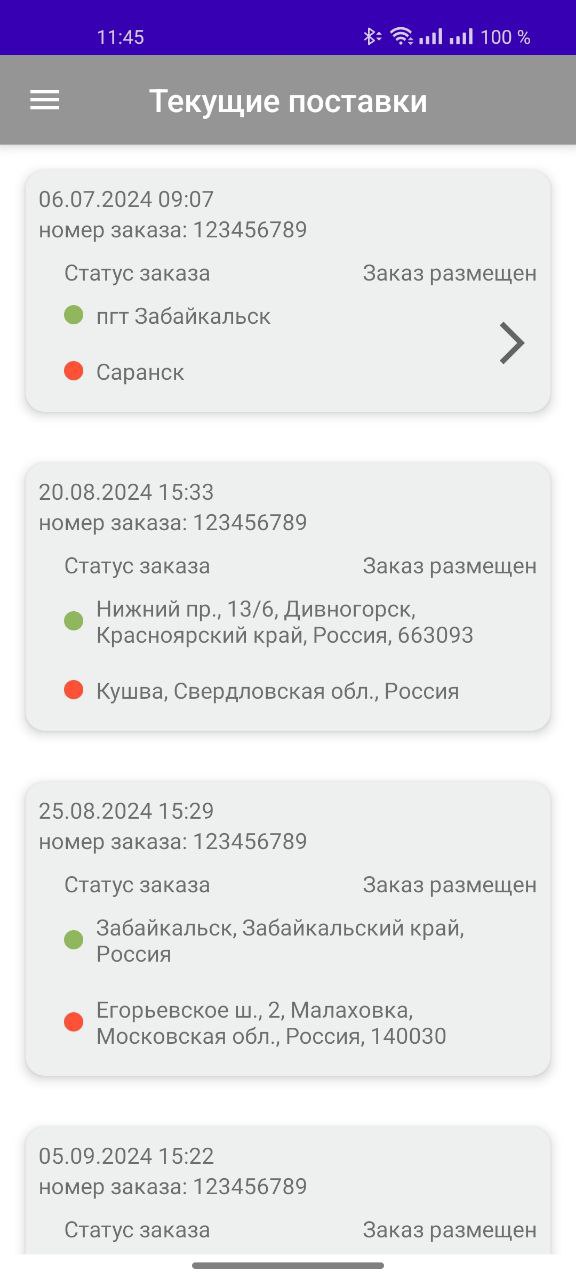 11:45
100 %
Текущие поставки
06.07.2024 09:07
номер заказа: 123456789
Статус заказа Заказ размещен
пгт Забайкальск
Саранск
20.08.2024 15:33
номер заказа: 123456789
Статус заказа Заказ размещен
Нижний пр., 13/6, Дивногорск,
Красноярский край, Россия, 663093
Кушва, Свердловская обл., Россия
25.08.2024 15:29
номер заказа: 123456789
Статус заказа Заказ размещен
Забайкальск, Забайкальский край,
Россия
Егорьевское ш., 2, Малаховка,
Московская обл., Россия, 140030
05.09.2024 15:22
номер заказа: 123456789
Статус заказа Заказ размещен